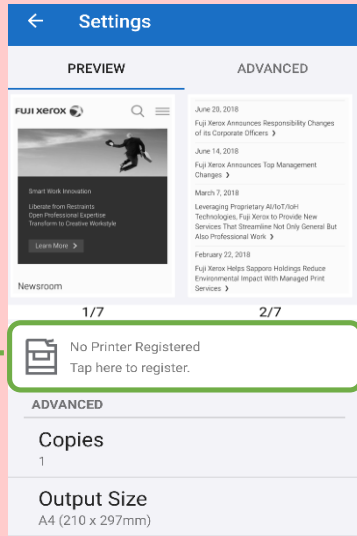 Settings
PREVIEW
ADVANCED
FUJI XEROX
Smart Work Innovation
Liberate from Restraints
Open Professional Expertise
Transform to Creative Workstyle
Learn More >
Newsroom
1/7
June 20, 2018
Fuji Xerox Announces Responsibility Changes
of its Corporate Officers >
June 14, 2018
Fuji Xerox Announces Top Management
Changes >
March 7, 2018
Leveraging Proprietary AI/IoT/IoH
Technologies, Fuji Xerox to Provide New
Services That Streamline Not Only General But
Also Professional Work >
February 22, 2018
Fuji Xerox Helps Sapporo Holdings Reduce
Environmental Impact With Managed Print
Services >
2/7
No Printer Registered
Tap here to register.
ADVANCED
Copies
1
Output Size
A4 (210 x 297mm)